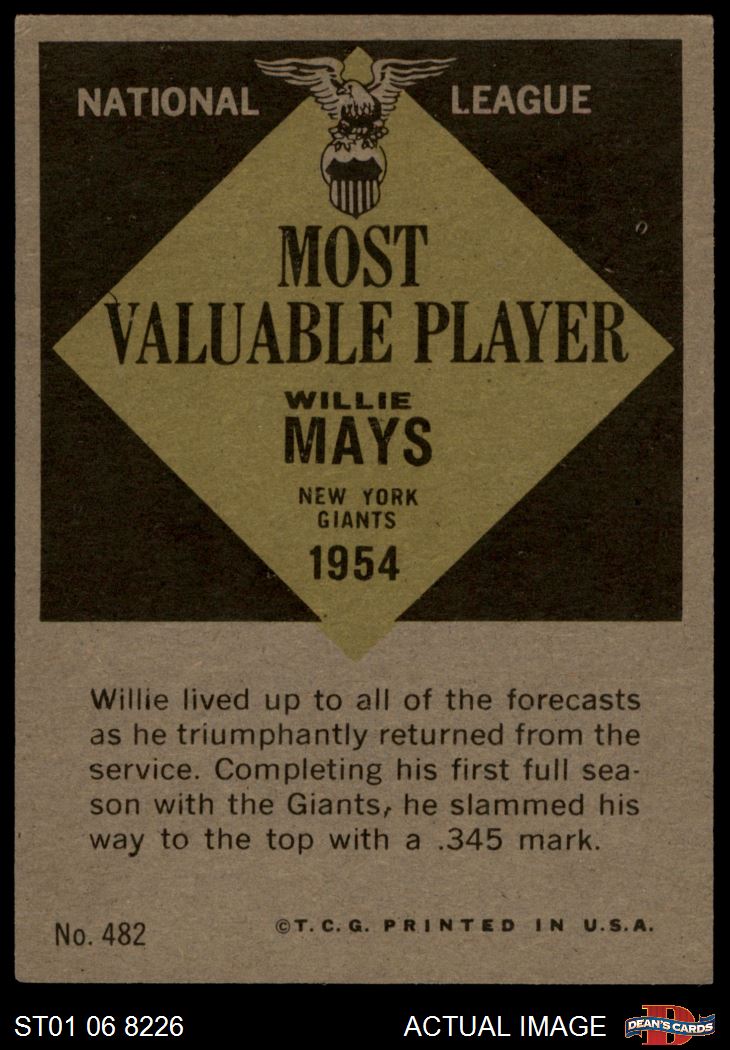 NATIONAL LEAGUE
MOST
VALUABLE PLAYER
WILLIE
MAYS
NEW YORK
GIANTS
1954
Willie lived up to all of the forecasts
as he triumphantly returned from the
service. Completing his first full sea-
son with the Giants, he slammed his
way to the top with a .345 mark.
No. 482 ©T.C.G. PRINTED IN U.S.A.
ST01 06 8226 ACTUAL IMAGE D DEAN'S CARDS